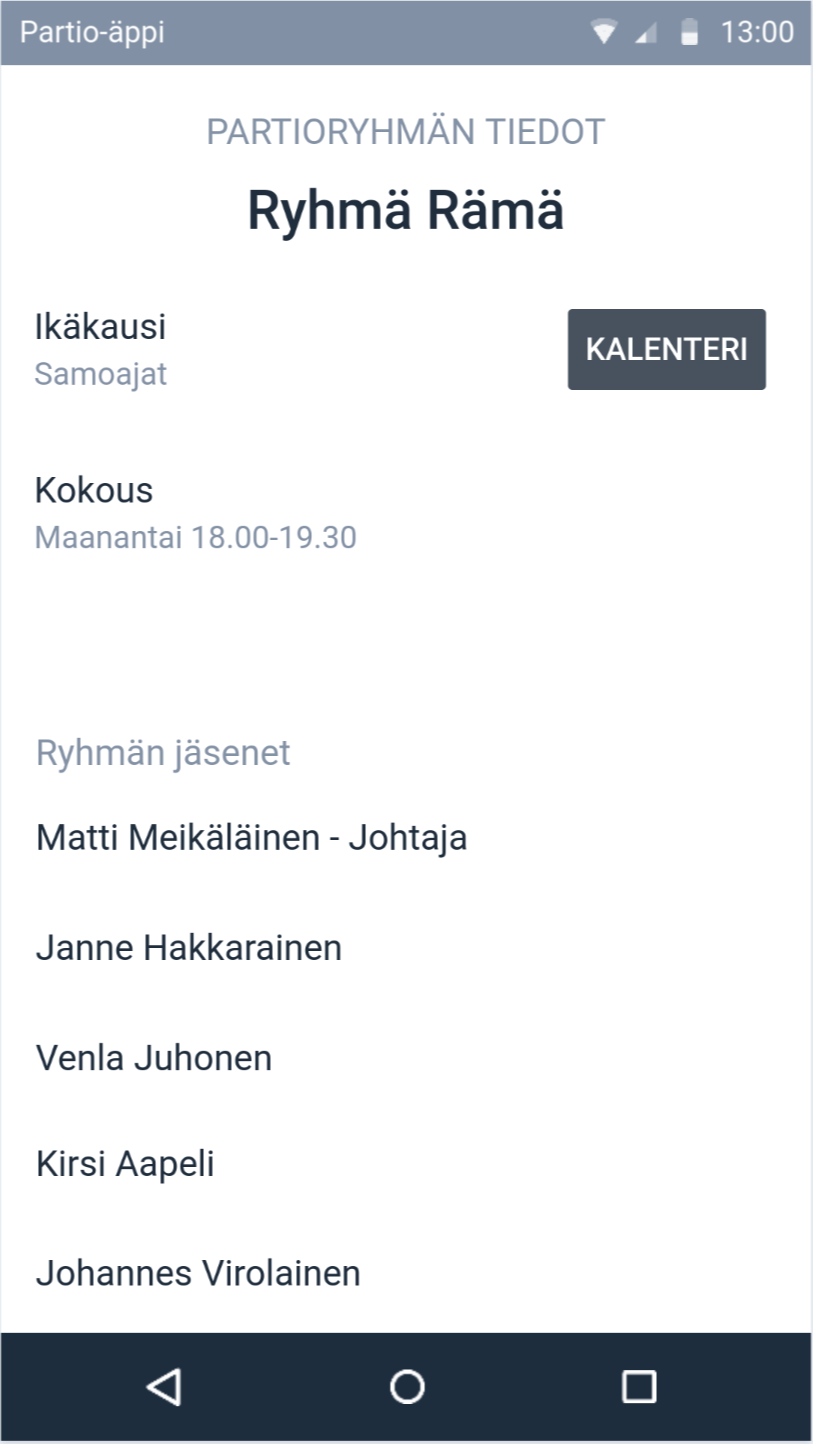 Partio-äppi 13:00
PARTIORYHMÄN TIEDOT
Ryhmä Rämä
Ikäkausi
Samoajat
KALENTERI
Kokous
Maanantai 18.00-19.30
Ryhmän jäsenet
Matti Meikäläinen - Johtaja
Janne Hakkarainen
Venla Juhonen
Kirsi Aapeli
Johannes Virolainen